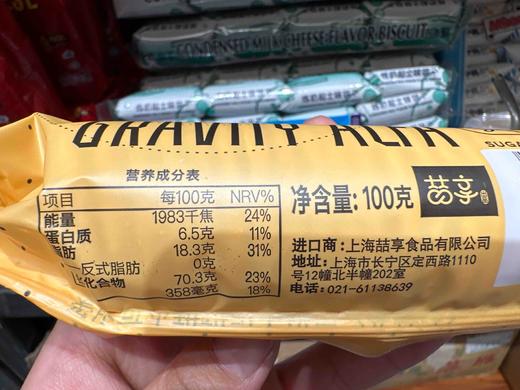 CONDENSED MILK CHEESE FLAVOR BISCUIT
GRAVITY
SUGA
营养成分表
项目 每100克 NRV%
能量 1983千焦 24%
蛋白质 6.5克 11%
脂肪 18.3克 31%
—反式脂肪 0克
化合物 70.3克 23%
358毫克 18%
净含量: 100克
喆享
进口商: 上海喆享食品有限公司
地址: 上海市长宁区定西路1110
号12幢北半幢202室
电话: 021-61138639